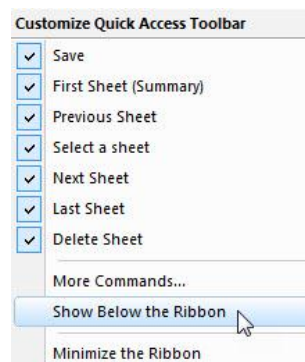 Customize Quick Access Toolbar
Save
First Sheet (Summary)
Previous Sheet
Select a sheet
Next Sheet
Last Sheet
Delete Sheet
More Commands...
Show Below the Ribbon
Minimize the Ribbon